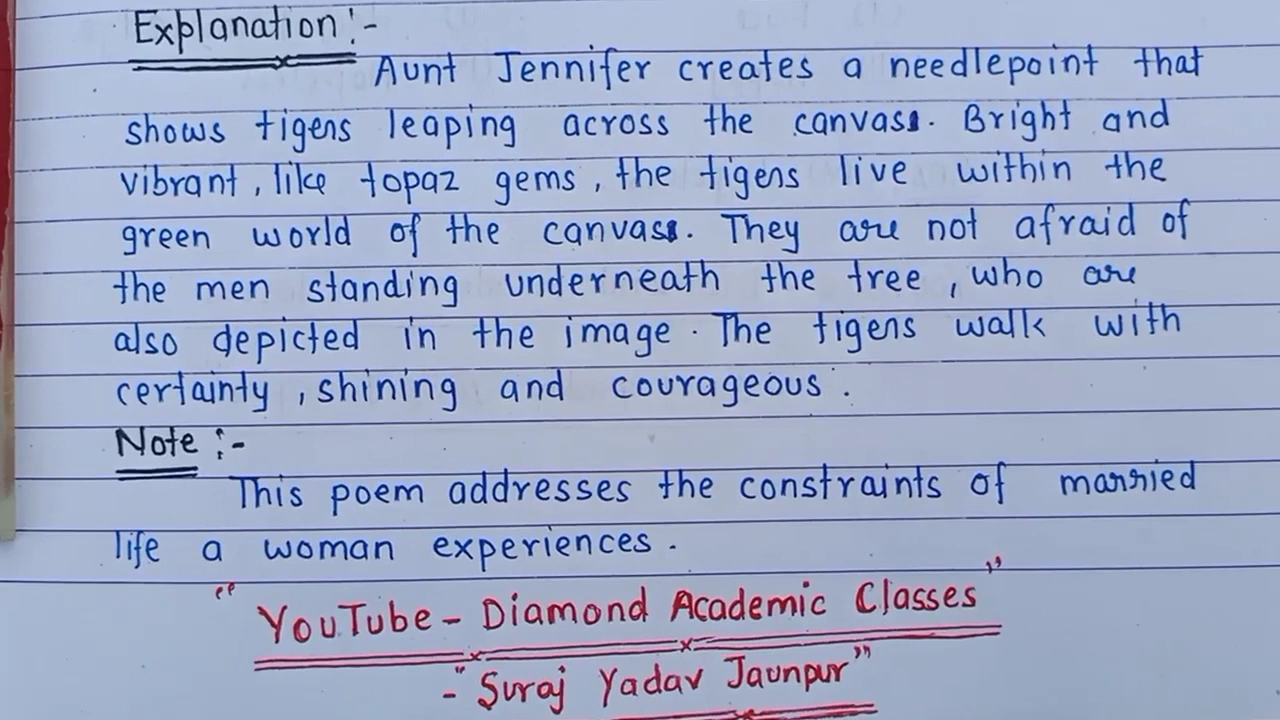 Explanation :-
Aunt Jennifer creates a needlepoint that
shows tigers leaping across the canvas. Bright and
vibrant, like topaz gems, the tigers live within the
green world of the canvas. They are not afraid of
the men standing underneath the tree, who are
also depicted in the image. The tigers walk with
certainty, shining and courageous.
Note :-
This poem addresses the constraints of married
life a woman experiences.
"YouTube - Diamond Academic Classes"
- "Suraj Yadav Jaunpur"